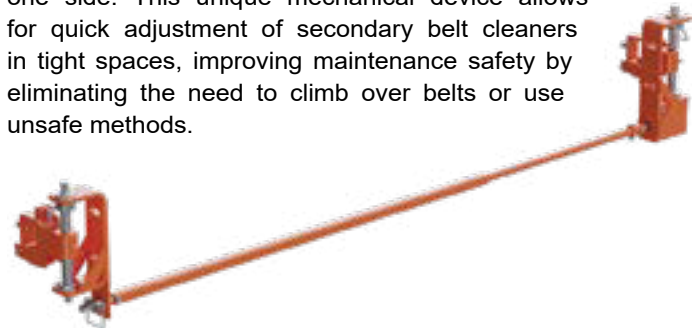 one side. This unique mechanical device allows
for quick adjustment of secondary belt cleaners
in tight spaces, improving maintenance safety by
eliminating the need to climb over belts or use
unsafe methods.